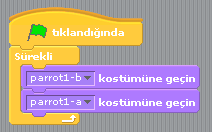 tıklandığında
Sürekli
parrot1-b kostümüne geçin
parrot1-a kostümüne geçin